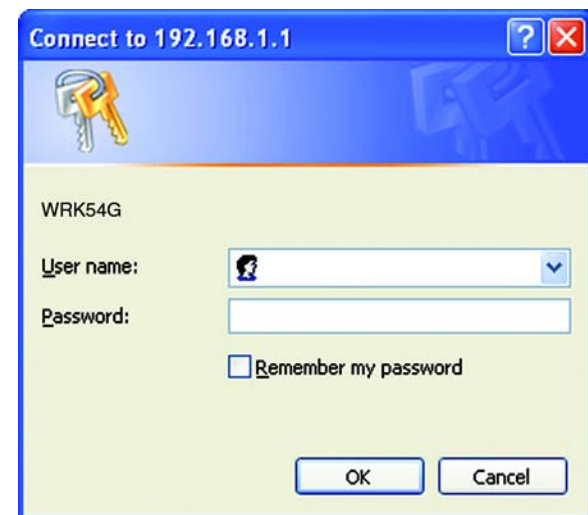 Connect to 192.168.1.1
?
WRK54G
User name:
Password:
Remember my password
OK
Cancel